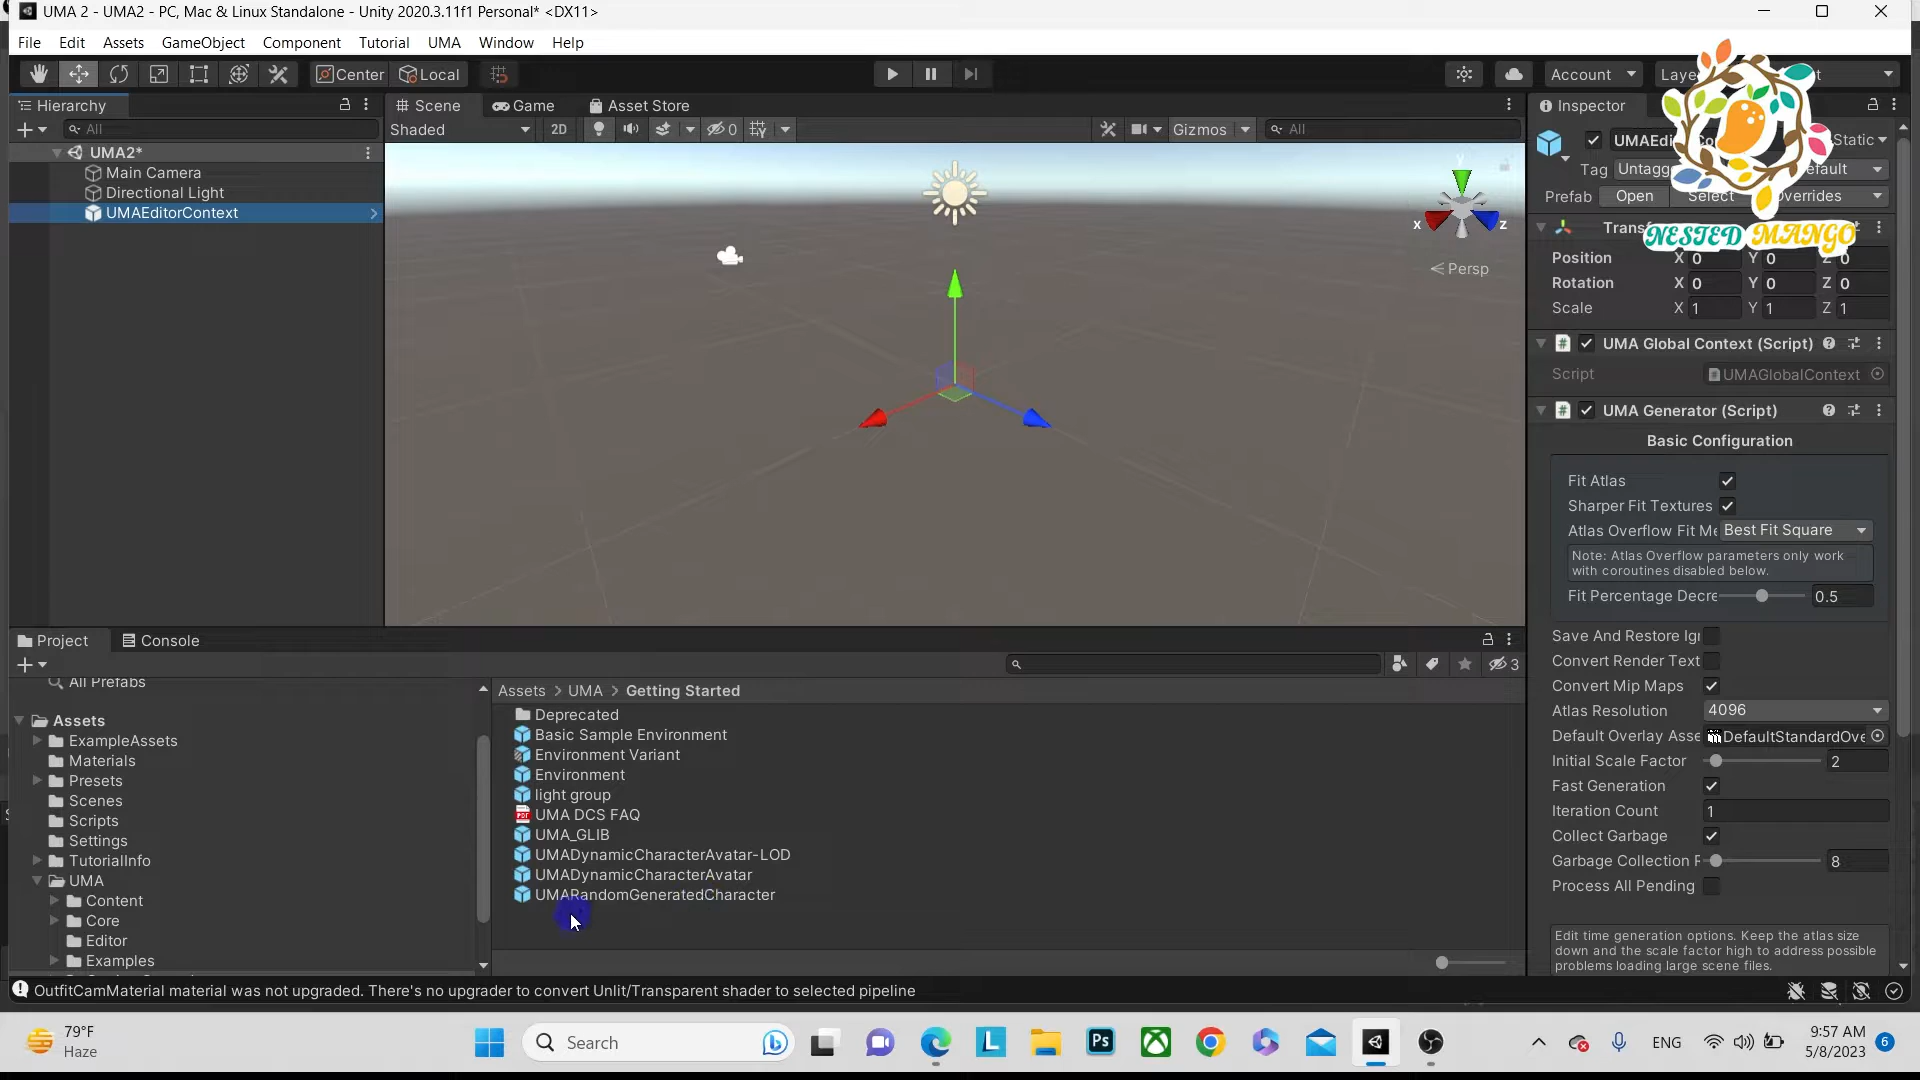 UMA 2 - UMA2 - PC, Mac & Linux Standalone - Unity 2020.3.11f1 Personal* <DX11>
File Edit Assets GameObject Component Tutorial UMA Window Help
Center Local Account
Hierarchy
All
UMA2*
Main Camera
Directional Light
UMAEditorContext
Scene Game Asset Store
Shaded 2D 0 Gizmos All
y
x z
Persp
Inspector
Static
Tag
Prefab Open Select Overrides
NESTED MANGO
Position X 0 Y 0 Z 0
Rotation X 0 Y 0 Z 0
Scale X 1 Y 1 Z 1
UMA Global Context (Script)
Script UMAGlobalContext
UMA Generator (Script)
Basic Configuration
Fit Atlas
Sharper Fit Textures
Atlas Overflow Fit Me Best Fit Square
Note: Atlas Overflow parameters only work
with coroutines disabled below.
Fit Percentage Decre 0.5
Save And Restore Ig
Convert Render Text
Convert Mip Maps
Atlas Resolution 4096
Default Overlay Asse DefaultStandardOve
Initial Scale Factor 2
Fast Generation
Iteration Count 1
Collect Garbage
Garbage Collection 8
Process All Pending
Edit time generation options. Keep the atlas size
down and the scale factor high to address possible
problems loading large scene files.
Project Console
3
All Prefabs
Assets
ExampleAssets
Materials
Presets
Scenes
Scripts
Settings
TutorialInfo
UMA
Content
Core
Editor
Examples
Assets > UMA > Getting Started
Deprecated
Basic Sample Environment
Environment Variant
Environment
light group
UMA DCS FAQ
UMA_GLIB
UMADynamicCharacterAvatar-LOD
UMADynamicCharacterAvatar
UMARandomGeneratedCharacter
OutfitCamMaterial material was not upgraded. There's no upgrader to convert Unlit/Transparent shader to selected pipeline
79°F
Haze
Search
L
Ps
ENG
9:57 AM
5/8/2023
6